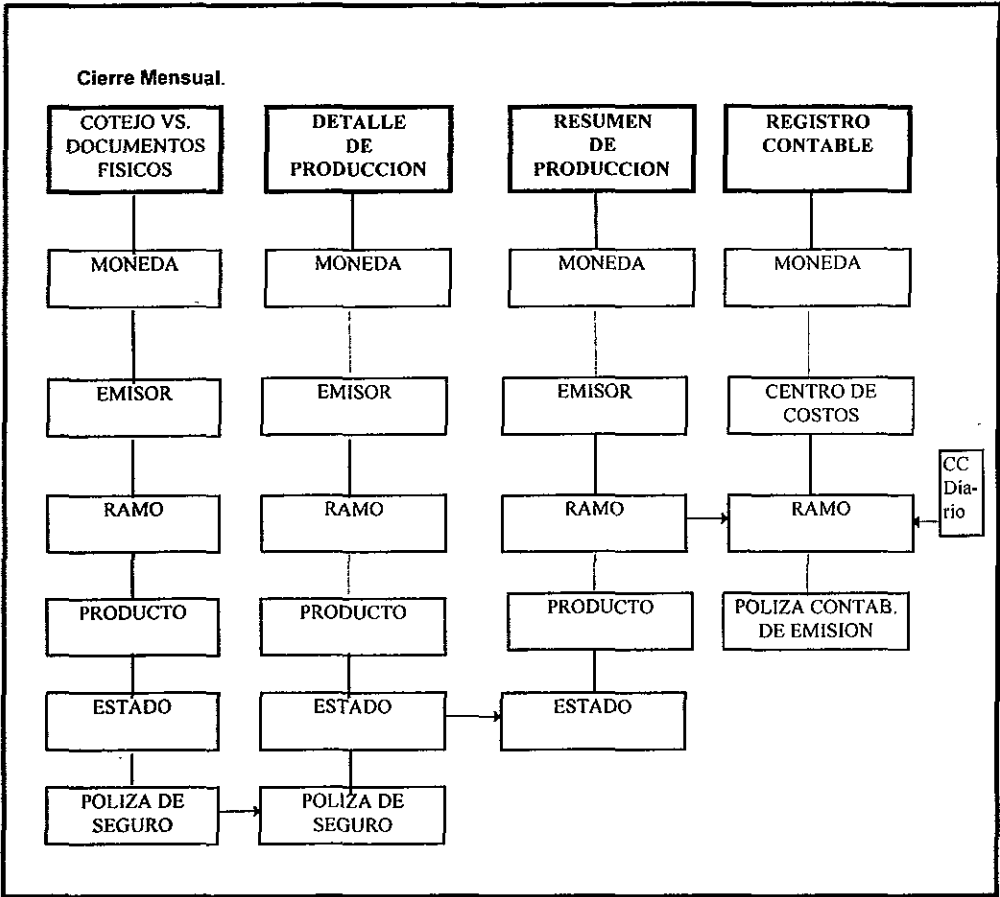 Cierre Mensual.
COTEJO VS.
DOCUMENTOS
FISICOS
MONEDA
EMISOR
RAMO
PRODUCTO
ESTADO
POLIZA DE
SEGURO
DETALLE
DE
PRODUCCION
MONEDA
EMISOR
RAMO
PRODUCTO
ESTADO
POLIZA DE
SEGURO
RESUMEN
DE
PRODUCCION
MONEDA
EMISOR
RAMO
PRODUCTO
ESTADO
REGISTRO
CONTABLE
MONEDA
CENTRO DE
COSTOS
RAMO
POLIZA CONTAB.
DE EMISION
CC
Dia-
rio